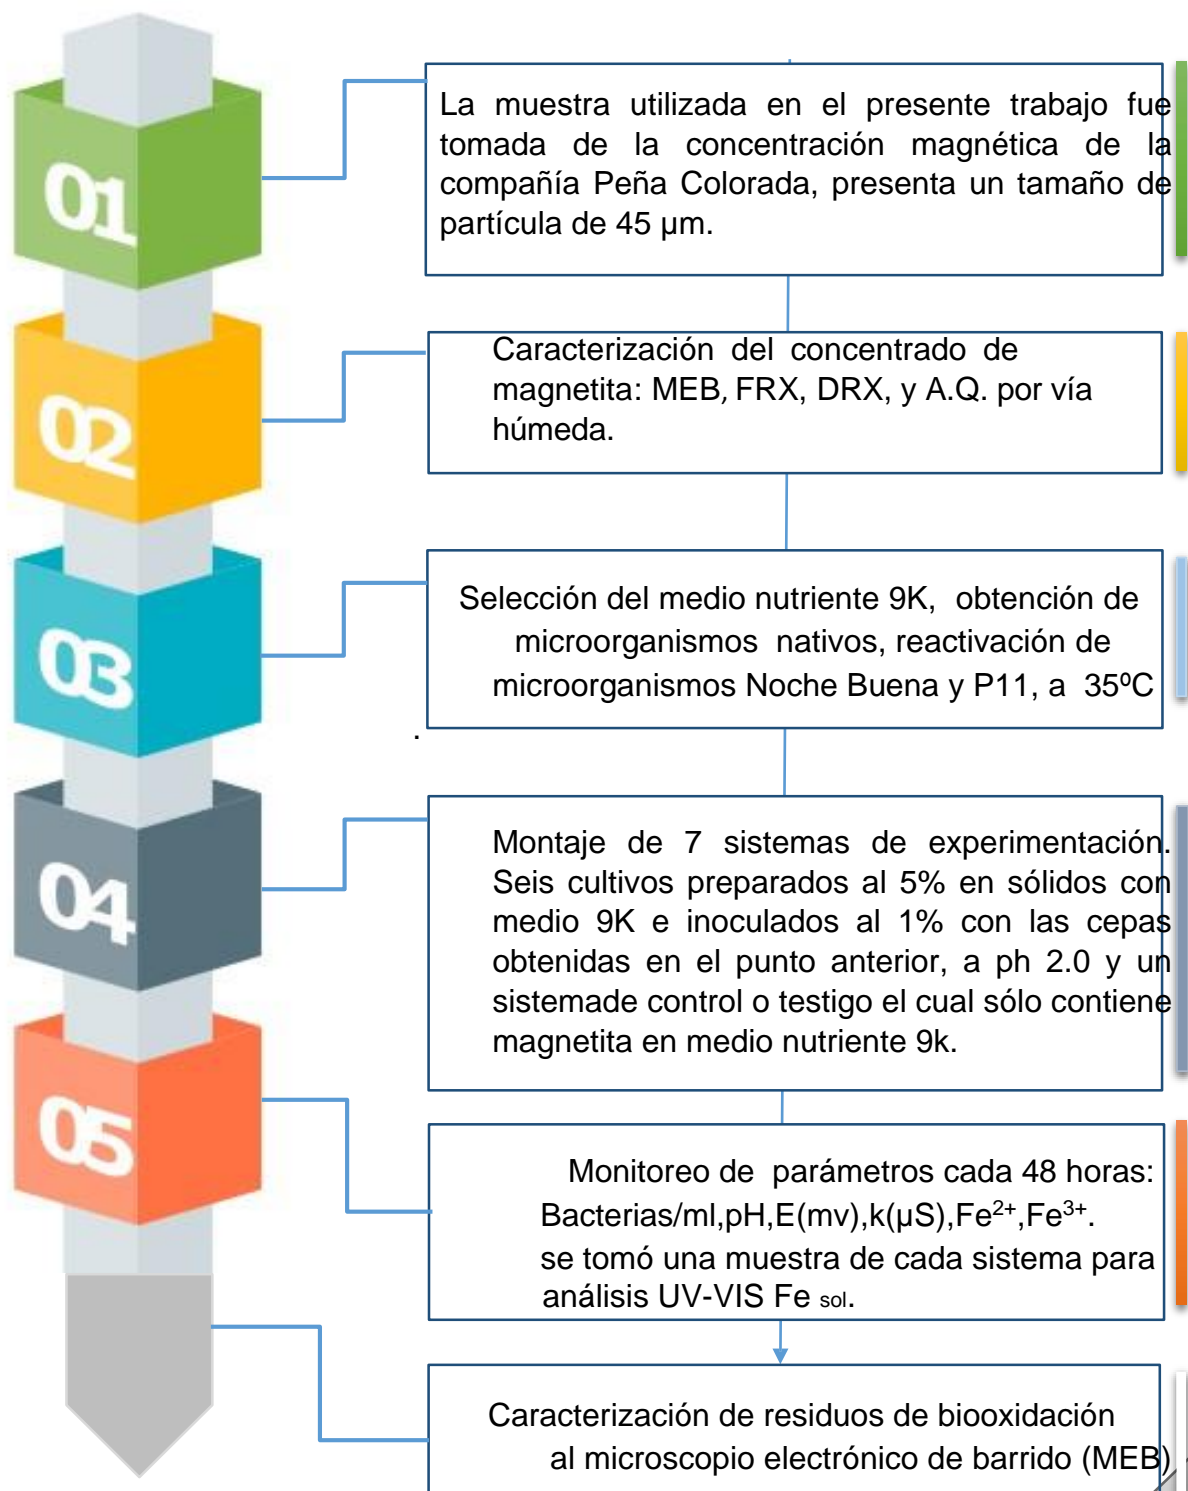 01
La muestra utilizada en el presente trabajo fue
tomada de la concentración magnética de la
compañía Peña Colorada, presenta un tamaño de
partícula de 45 µm.
02
Caracterización del concentrado de
magnetita: MEB, FRX, DRX, y A.Q. por vía
húmeda.
03
Selección del medio nutriente 9K, obtención de
microorganismos nativos, reactivación de
microorganismos Noche Buena y P11, a 35ºC
.
04
Montaje de 7 sistemas de experimentación.
Seis cultivos preparados al 5% en sólidos con
medio 9K e inoculados al 1% con las cepas
obtenidas en el punto anterior, a ph 2.0 y un
sistemade control o testigo el cual sólo contiene
magnetita en medio nutriente 9k.
05
Monitoreo de parámetros cada 48 horas:
Bacterias/ml,pH,E(mv),k(µS),Fe²⁺,Fe³⁺.
se tomó una muestra de cada sistema para
análisis UV-VIS Fe sol.
Caracterización de residuos de biooxidación
al microscopio electrónico de barrido (MEB)